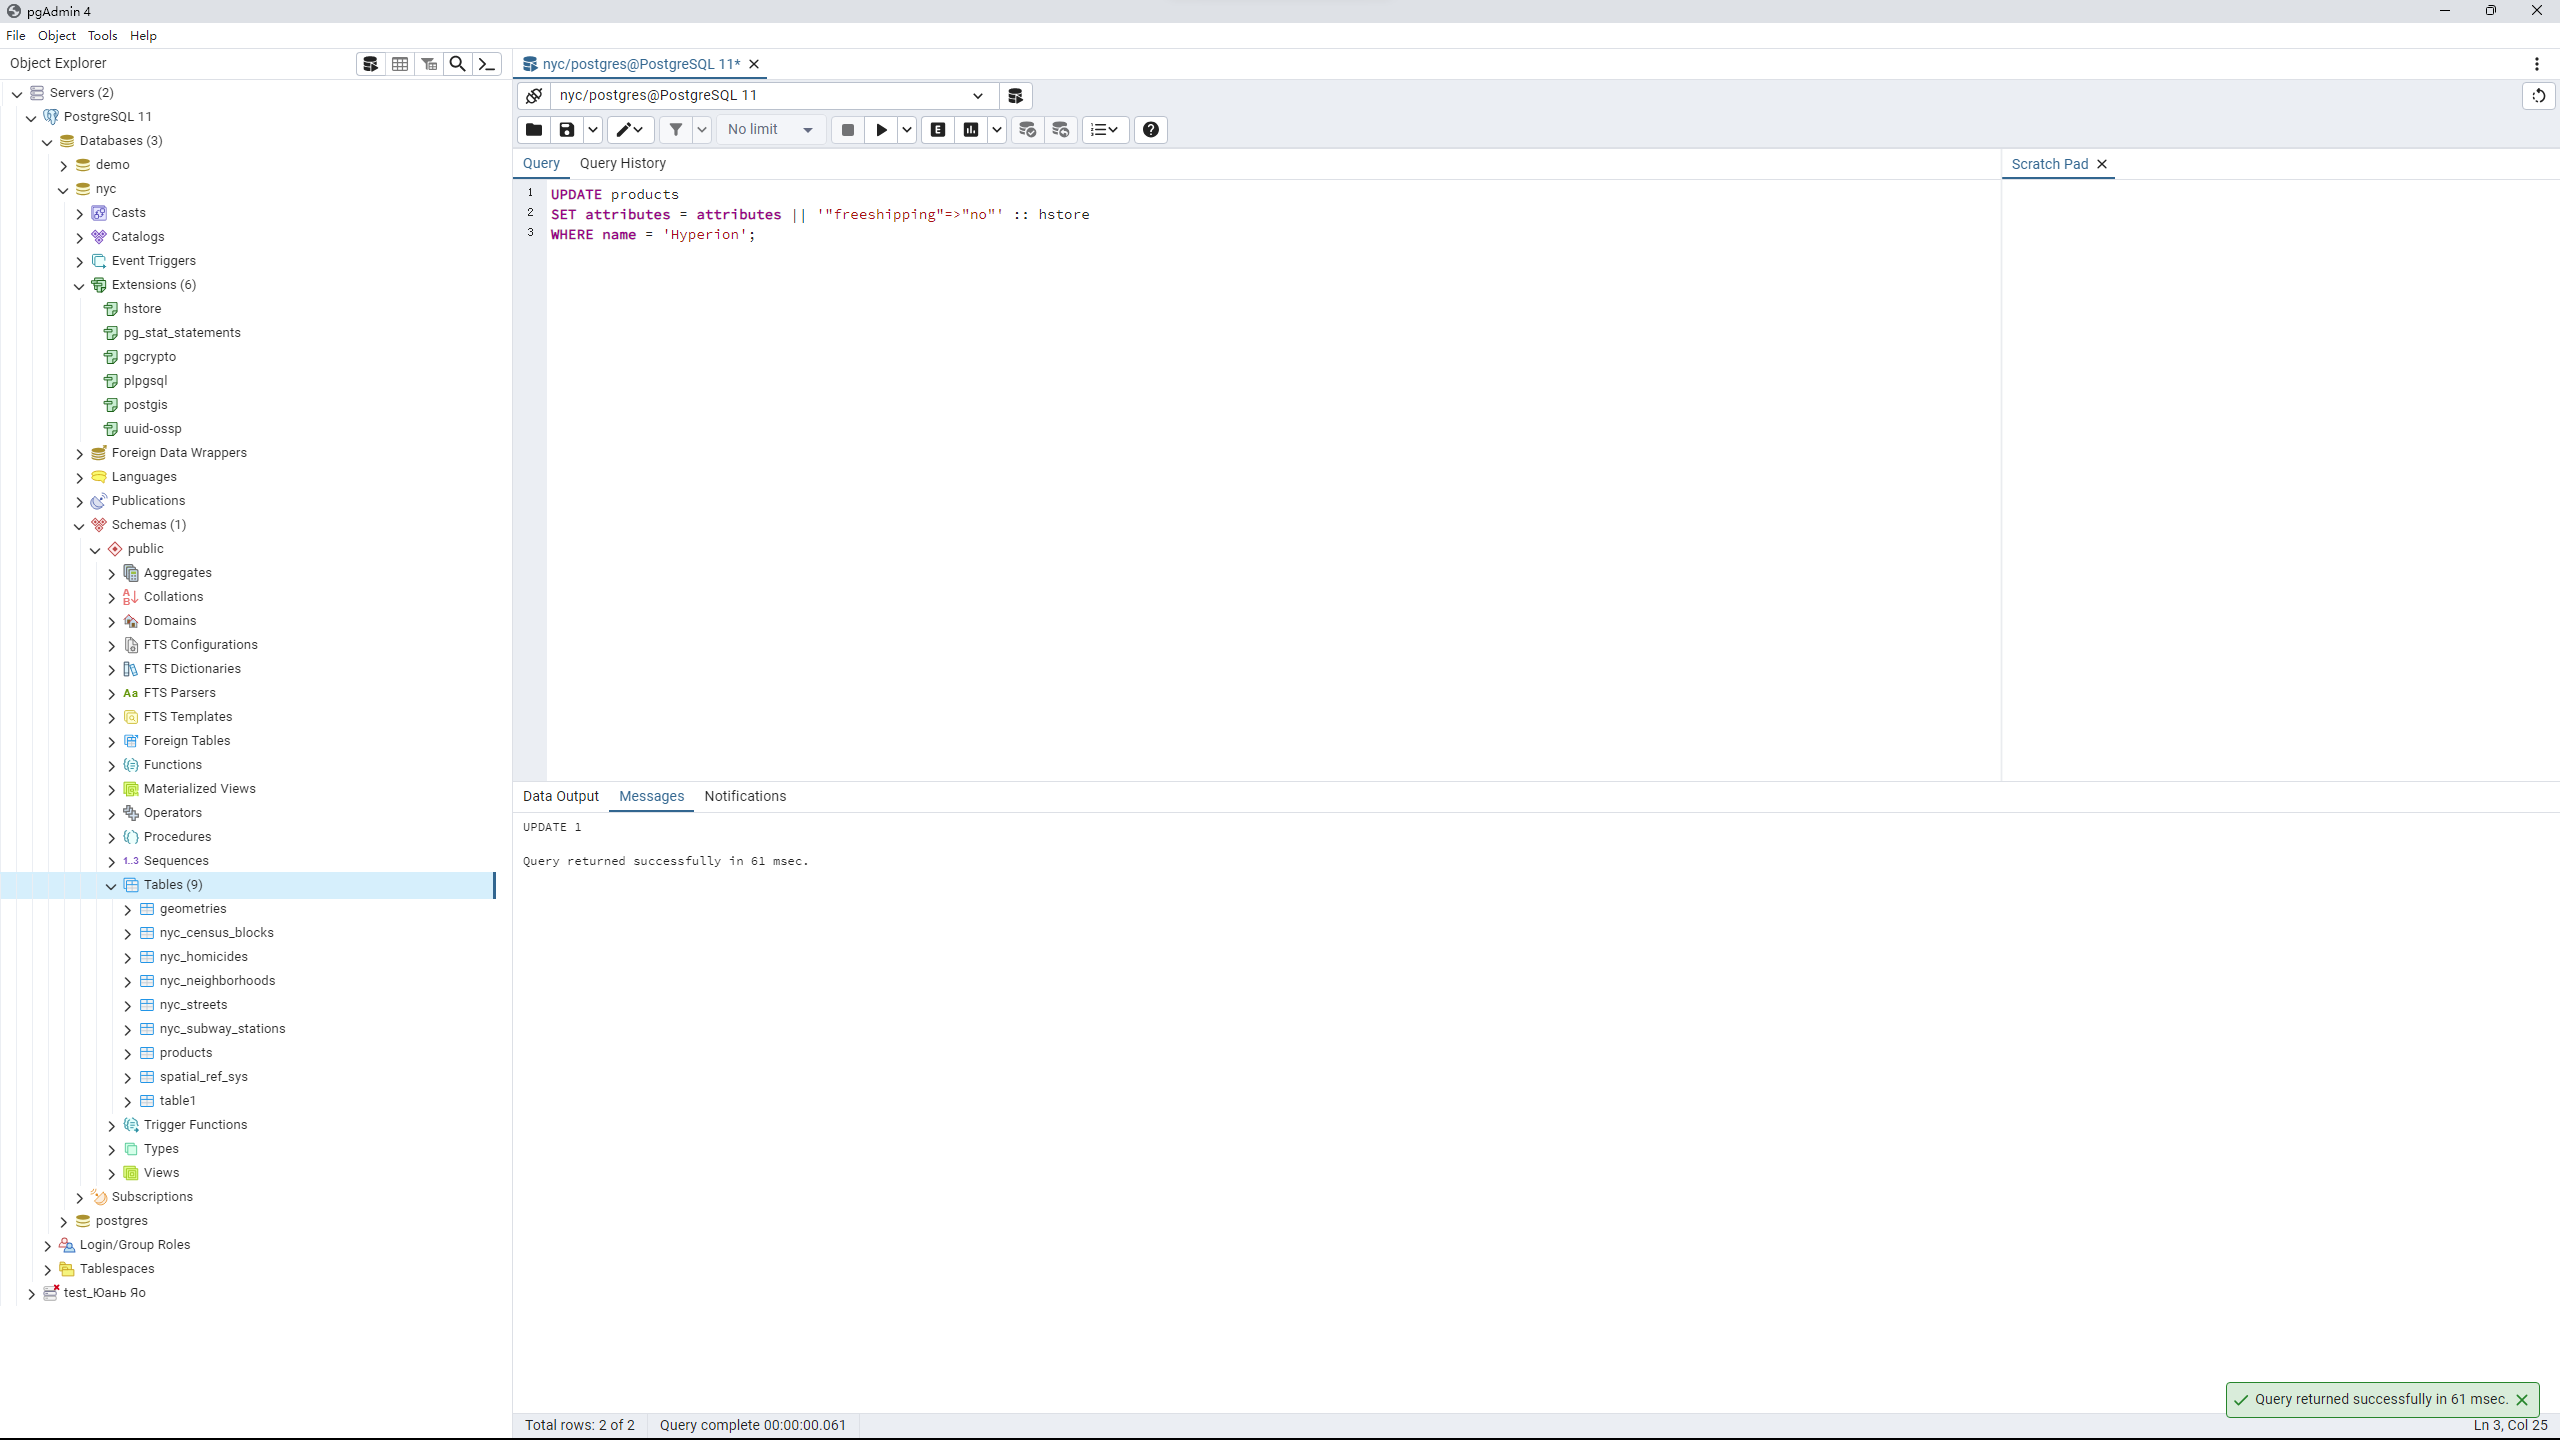 pgAdmin 4
File Object Tools Help
Object Explorer
Servers (2)
PostgreSQL 11
Databases (3)
demo
nyc
Casts
Catalogs
Event Triggers
Extensions (6)
hstore
pg_stat_statements
pgcrypto
plpgsql
postgis
uuid-ossp
Foreign Data Wrappers
Languages
Publications
Schemas (1)
public
Aggregates
Collations
Domains
FTS Configurations
FTS Dictionaries
FTS Parsers
FTS Templates
Foreign Tables
Functions
Materialized Views
Operators
Procedures
1..3 Sequences
Tables (9)
geometries
nyc_census_blocks
nyc_homicides
nyc_neighborhoods
nyc_streets
nyc_subway_stations
products
spatial_ref_sys
table1
Trigger Functions
Types
Views
Subscriptions
postgres
Login/Group Roles
Tablespaces
test_Юань Яо
nyc/postgres@PostgreSQL 11*
nyc/postgres@PostgreSQL 11
No limit
E
Query Query History
Scratch Pad
1 UPDATE products
2 SET attributes = attributes || '"freeshipping"=>"no"' :: hstore
3 WHERE name = 'Hyperion';
Data Output Messages Notifications
UPDATE 1
Query returned successfully in 61 msec.
Query returned successfully in 61 msec.
Total rows: 2 of 2 Query complete 00:00:00.061
Ln 3, Col 25